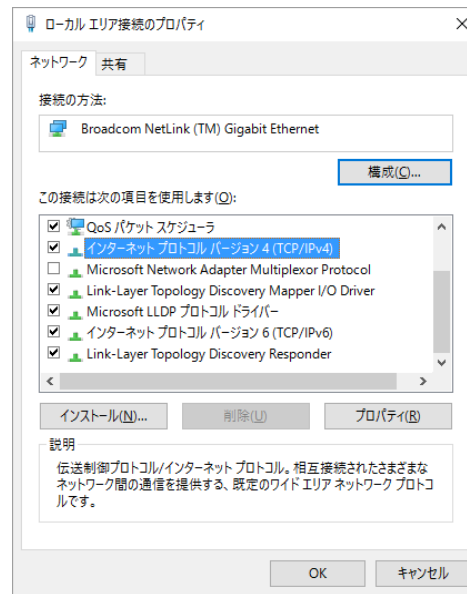 ローカル エリア接続のプロパティ
ネットワーク 共有
接続の方法:
Broadcom NetLink (TM) Gigabit Ethernet
構成(C)...
この接続は次の項目を使用します(O):
QoS パケット スケジューラ
インターネット プロトコル バージョン 4 (TCP/IPv4)
Microsoft Network Adapter Multiplexor Protocol
Link-Layer Topology Discovery Mapper I/O Driver
Microsoft LLDP プロトコル ドライバー
インターネット プロトコル バージョン 6 (TCP/IPv6)
Link-Layer Topology Discovery Responder
インストール(N)... 削除(U) プロパティ(R)
説明
伝送制御プロトコル/インターネット プロトコル。相互接続されたさまざまな
ネットワーク間の通信を提供する、既定のワイド エリア ネットワーク プロトコ
ルです。
OK キャンセル